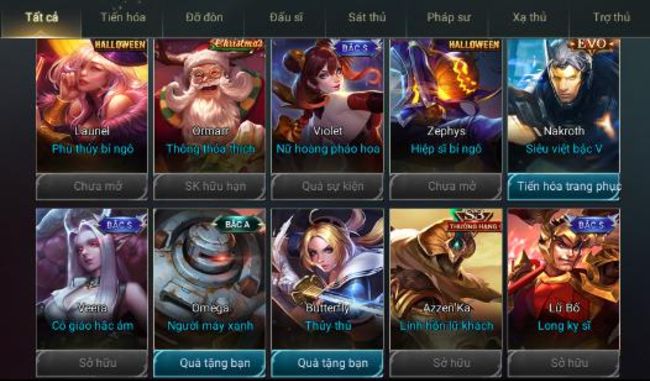 Tất cả
Tiến hóa
Đỡ đòn
Đấu sĩ
Sát thủ
Pháp sư
Xạ thủ
Trợ thủ
HALLOWEEN
Lauriel
Phù thủy bí ngô
Chưa mở
Christmas
Ormarr
Thông thỏa thích
SK hữu hạn
BẬC S
Violet
Nữ hoàng pháo hoa
Quà sự kiện
HALLOWEEN
Zephys
Hiệp sĩ bí ngô
Chưa mở
EVO
Nakroth
Siêu việt bậc V
Tiến hóa trang phục
BẬC S
Veera
Cô giáo hắc ám
Sở hữu
BẬC A
Omega
Người máy xanh
Quà tặng bạn
Butterfly
Thủy thủ
Quà tặng bạn
S3
THƯỜNG HẠNG
Azzen'Ka
Linh hồn lữ khách
Sở hữu
BẬC S
Lữ Bố
Long kỵ sĩ
Sở hữu